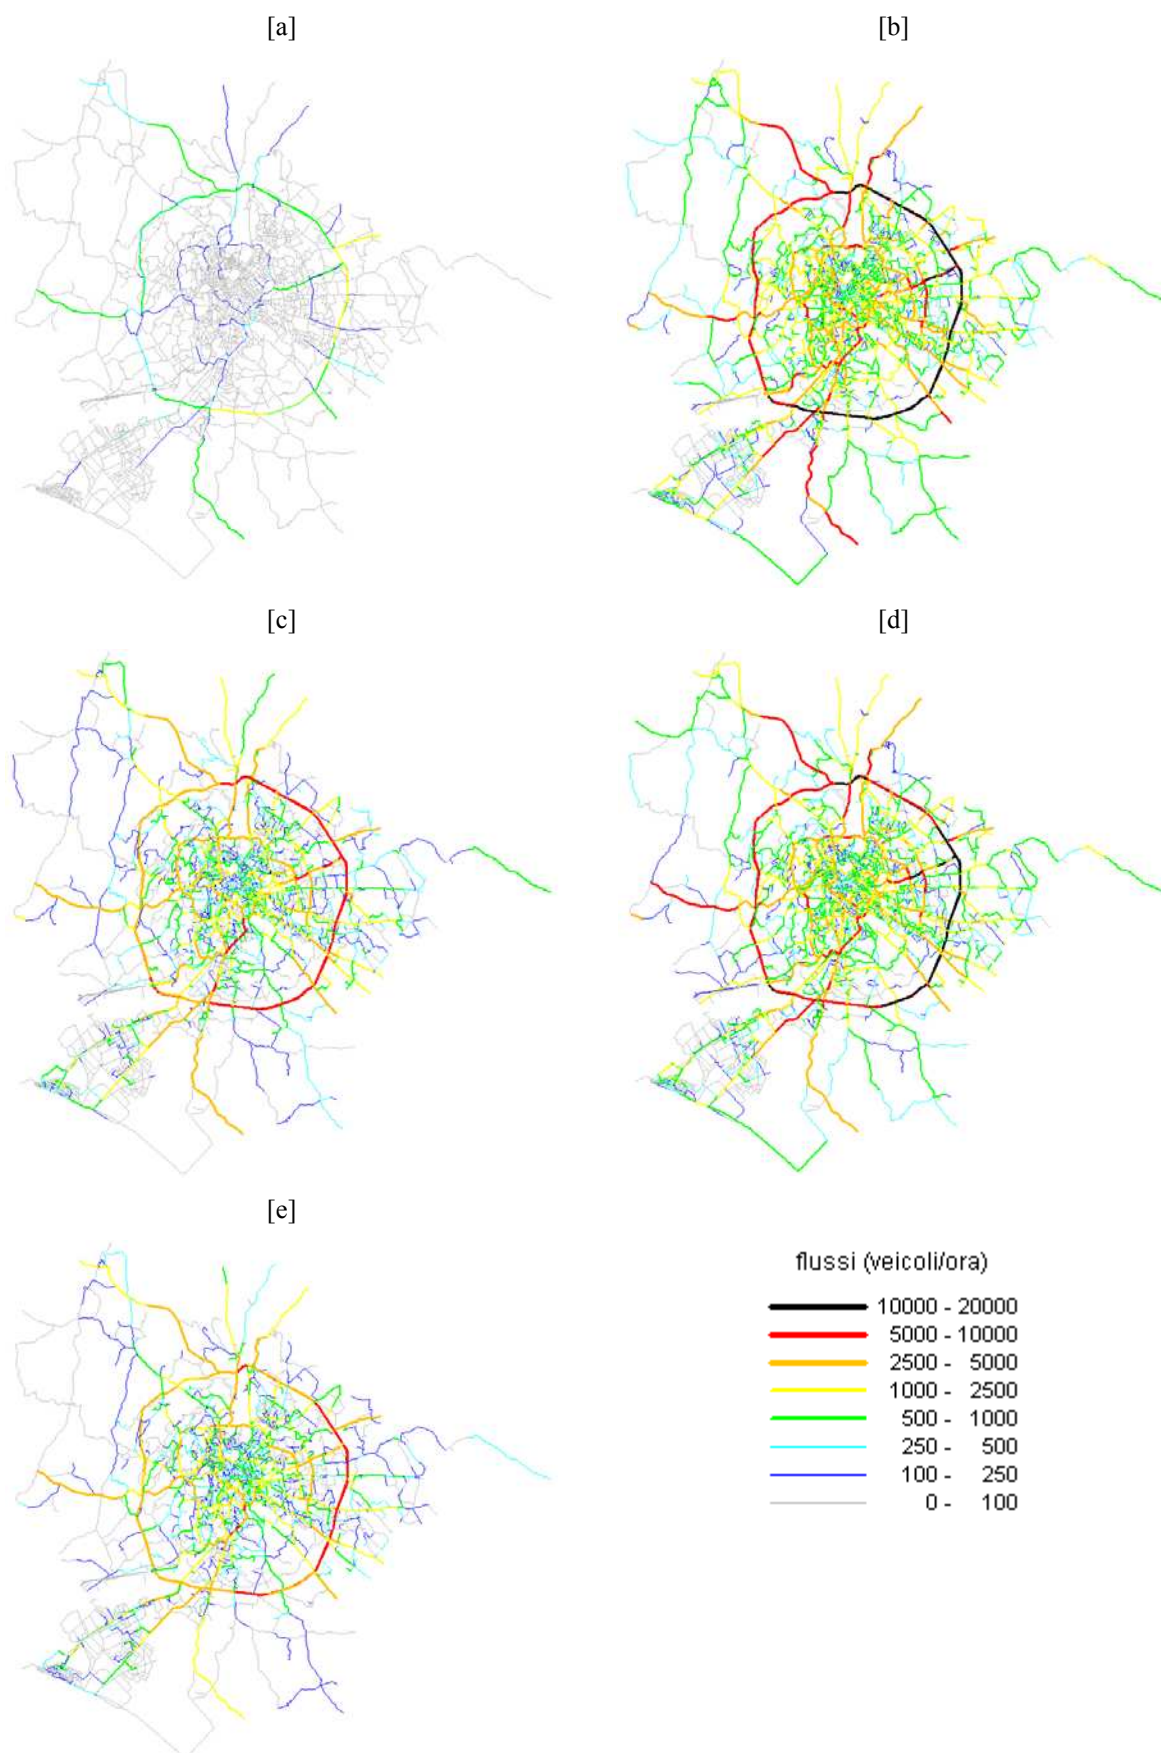 [a]
[b]
[c]
[d]
[e]
flussi (veicoli/ora)
10000 - 20000
5000 - 10000
2500 - 5000
1000 - 2500
500 - 1000
250 - 500
100 - 250
0 - 100